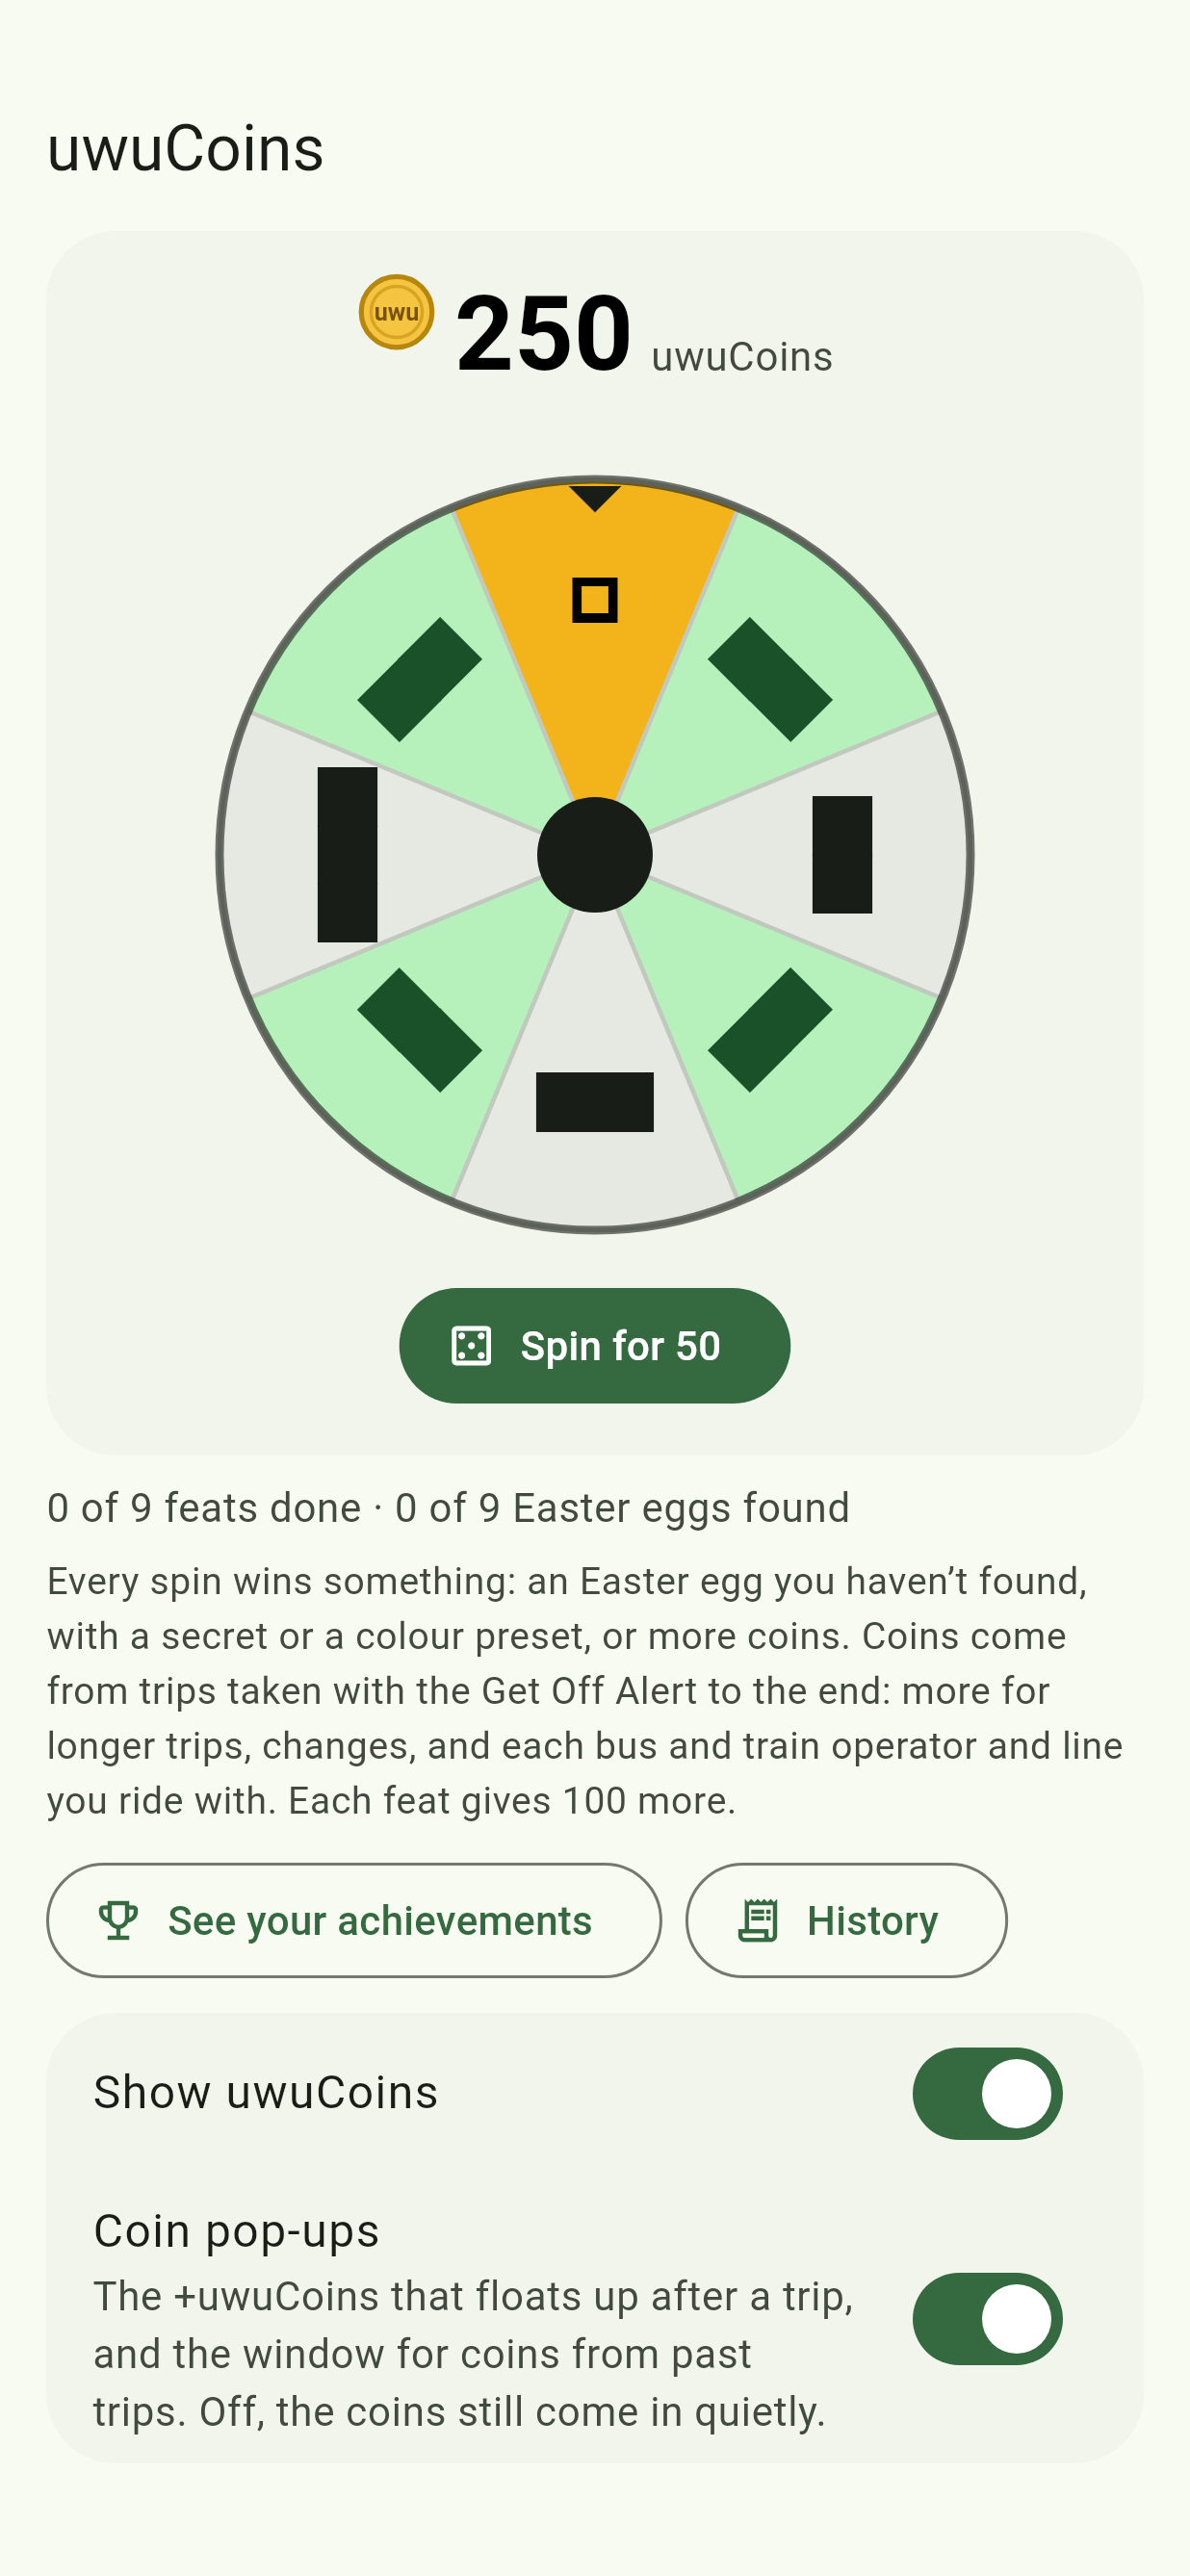 uwuCoins
uwu
250 uwuCoins
Spin for 50
0 of 9 feats done · 0 of 9 Easter eggs found
Every spin wins something: an Easter egg you haven’t found,
with a secret or a colour preset, or more coins. Coins come
from trips taken with the Get Off Alert to the end: more for
longer trips, changes, and each bus and train operator and line
you ride with. Each feat gives 100 more.
See your achievements
History
Show uwuCoins
Coin pop-ups
The +uwuCoins that floats up after a trip,
and the window for coins from past
trips. Off, the coins still come in quietly.